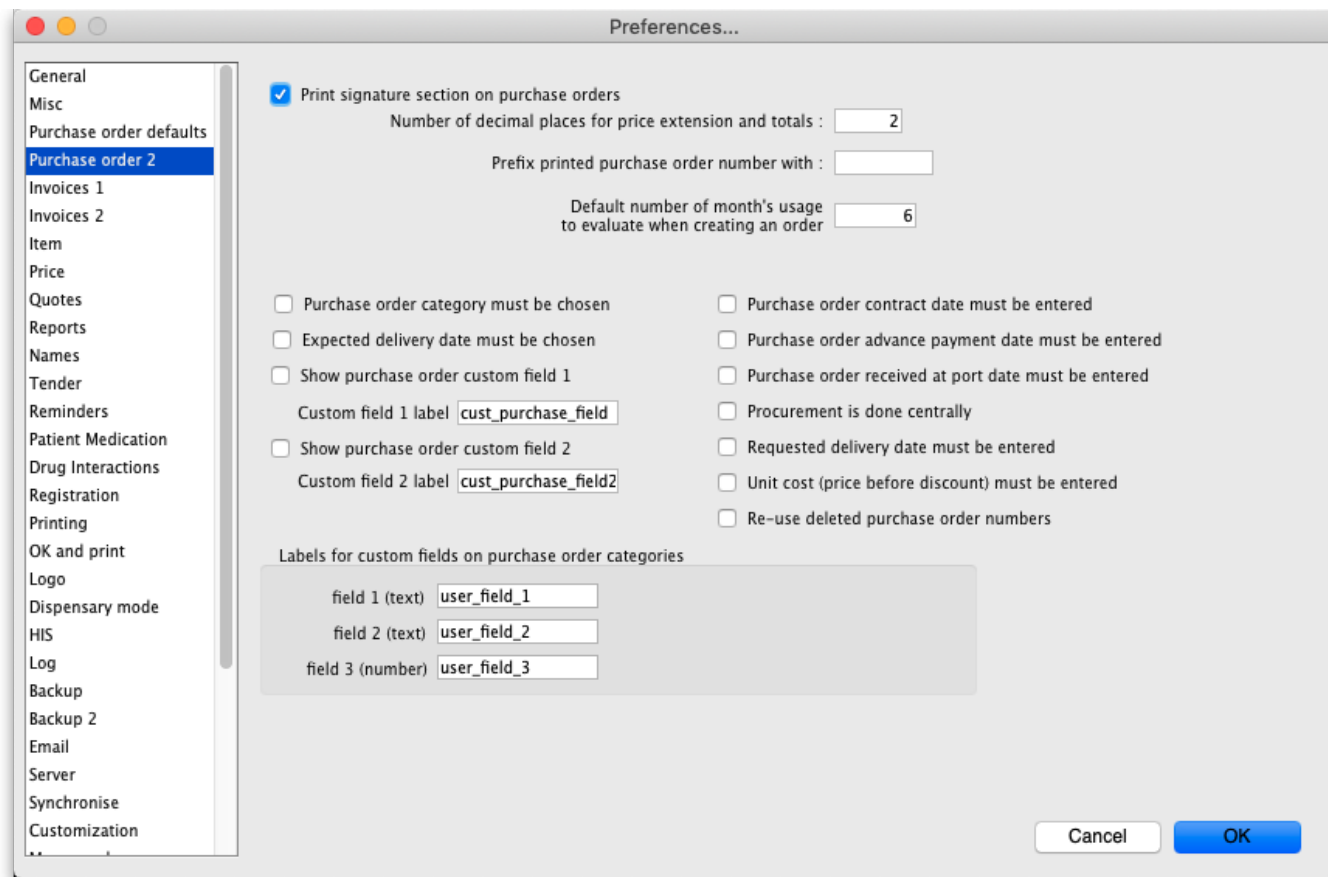 Preferences...
General
Misc
Purchase order defaults
Purchase order 2
Invoices 1
Invoices 2
Item
Price
Quotes
Reports
Names
Tender
Reminders
Patient Medication
Drug Interactions
Registration
Printing
OK and print
Logo
Dispensary mode
HIS
Log
Backup
Backup 2
Email
Server
Synchronise
Customization
Print signature section on purchase orders
Number of decimal places for price extension and totals : 2
Prefix printed purchase order number with :
Default number of month's usage
to evaluate when creating an order 6
Purchase order category must be chosen
Expected delivery date must be chosen
Show purchase order custom field 1
Custom field 1 label cust_purchase_field
Show purchase order custom field 2
Custom field 2 label cust_purchase_field2
Purchase order contract date must be entered
Purchase order advance payment date must be entered
Purchase order received at port date must be entered
Procurement is done centrally
Requested delivery date must be entered
Unit cost (price before discount) must be entered
Re-use deleted purchase order numbers
Labels for custom fields on purchase order categories
field 1 (text) user_field_1
field 2 (text) user_field_2
field 3 (number) user_field_3
Cancel OK